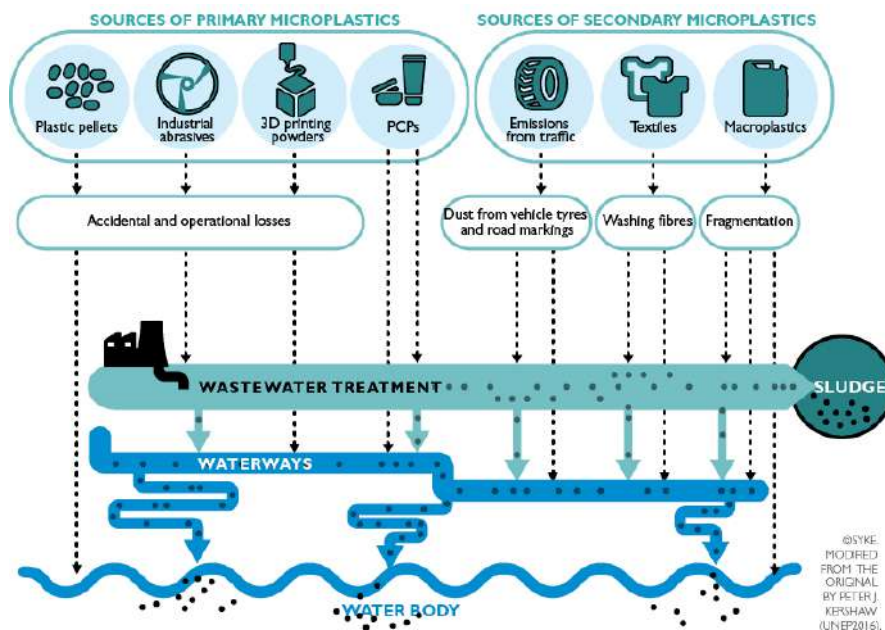 SOURCES OF PRIMARY MICROPLASTICS
SOURCES OF SECONDARY MICROPLASTICS
Plastic pellets
Industrial
abrasives
3D printing
powders
PCPs
Emissions
from traffic
Textiles
Macroplastics
Accidental and operational losses
Dust from vehicle tyres
and road markings
Washing fibres
Fragmentation
WASTEWATER TREATMENT
SLUDGE
WATERWAYS
WATER BODY
©SYKE
MODIFIED
FROM THE
ORIGINAL
BY PETER J.
KERSHAW
(UNEP2016).